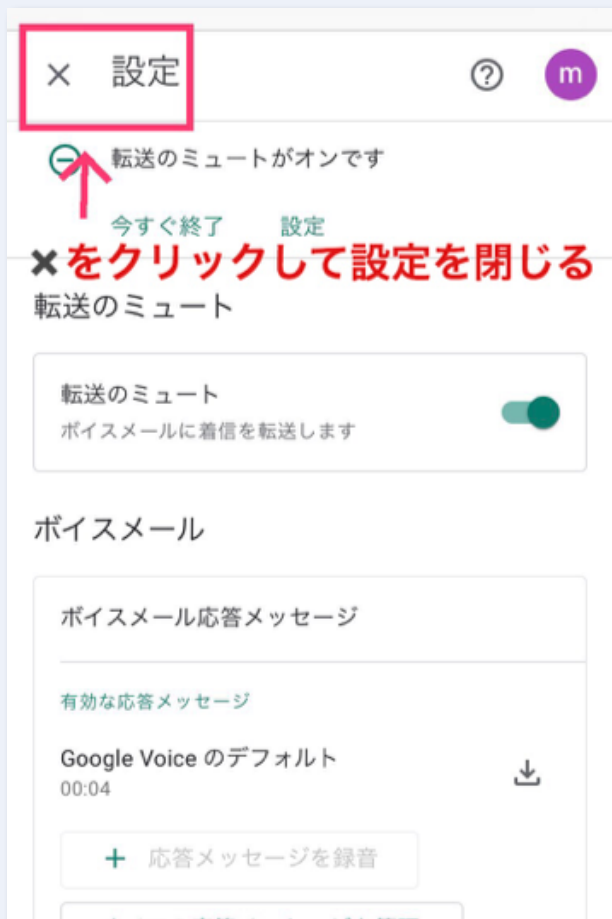 × 設定
m
転送のミュートがオンです
今すぐ終了 設定
✖をクリックして設定を閉じる
転送のミュート
転送のミュート
ボイスメールに着信を転送します
ボイスメール
ボイスメール応答メッセージ
有効な応答メッセージ
Google Voice のデフォルト
00:04
+ 応答メッセージを録音